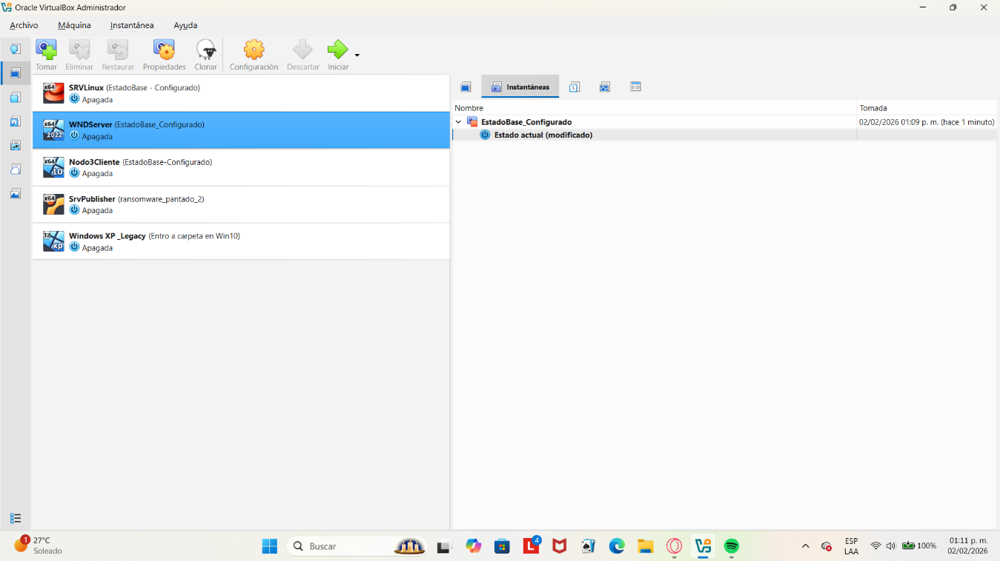 Oracle VirtualBox Administrador
Archivo Máquina Instantánea Ayuda
Tomar Eliminar Restaurar Propiedades Clonar Configuración Descartar Iniciar
x64
SRVLinux (EstadoBase - Configurado)
Apagada
x64
2022
WNDServer (EstadoBase_Configurado)
Apagada
x64
10
Nodo3Cliente (EstadoBase-Configurado)
Apagada
x64
SrvPublisher (ransomware_pantado_2)
Apagada
32
xp
Windows XP _Legacy (Entro a carpeta en Win10)
Apagada
Instantáneas
Nombre Tomada
EstadoBase_Configurado 02/02/2026 01:09 p. m. (hace 1 minuto)
Estado actual (modificado)
1
27°C
Soleado
Buscar
4
ESP
LAA
100%
01:11 p. m.
02/02/2026